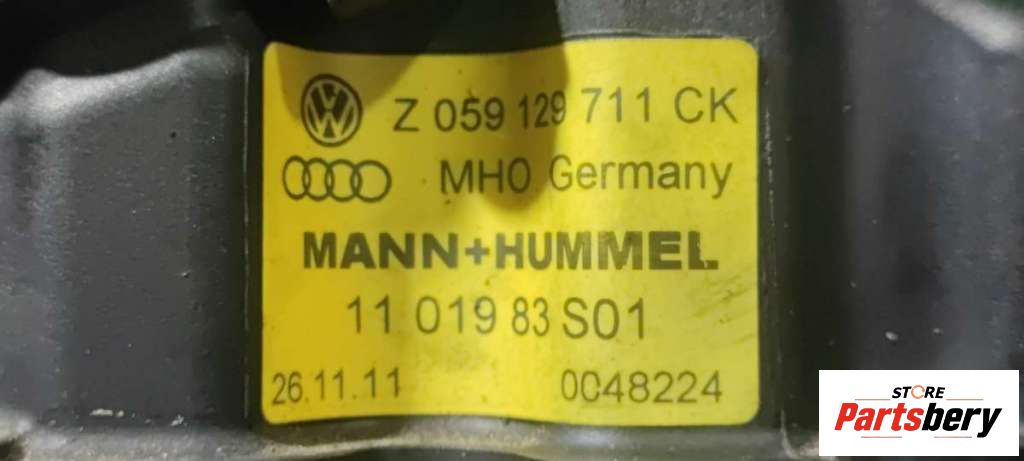 Z 059 129 711 CK
MHO Germany
MANN+HUMMEL
11 019 83 S01
26.11.11 0048224
STORE
Partsbery